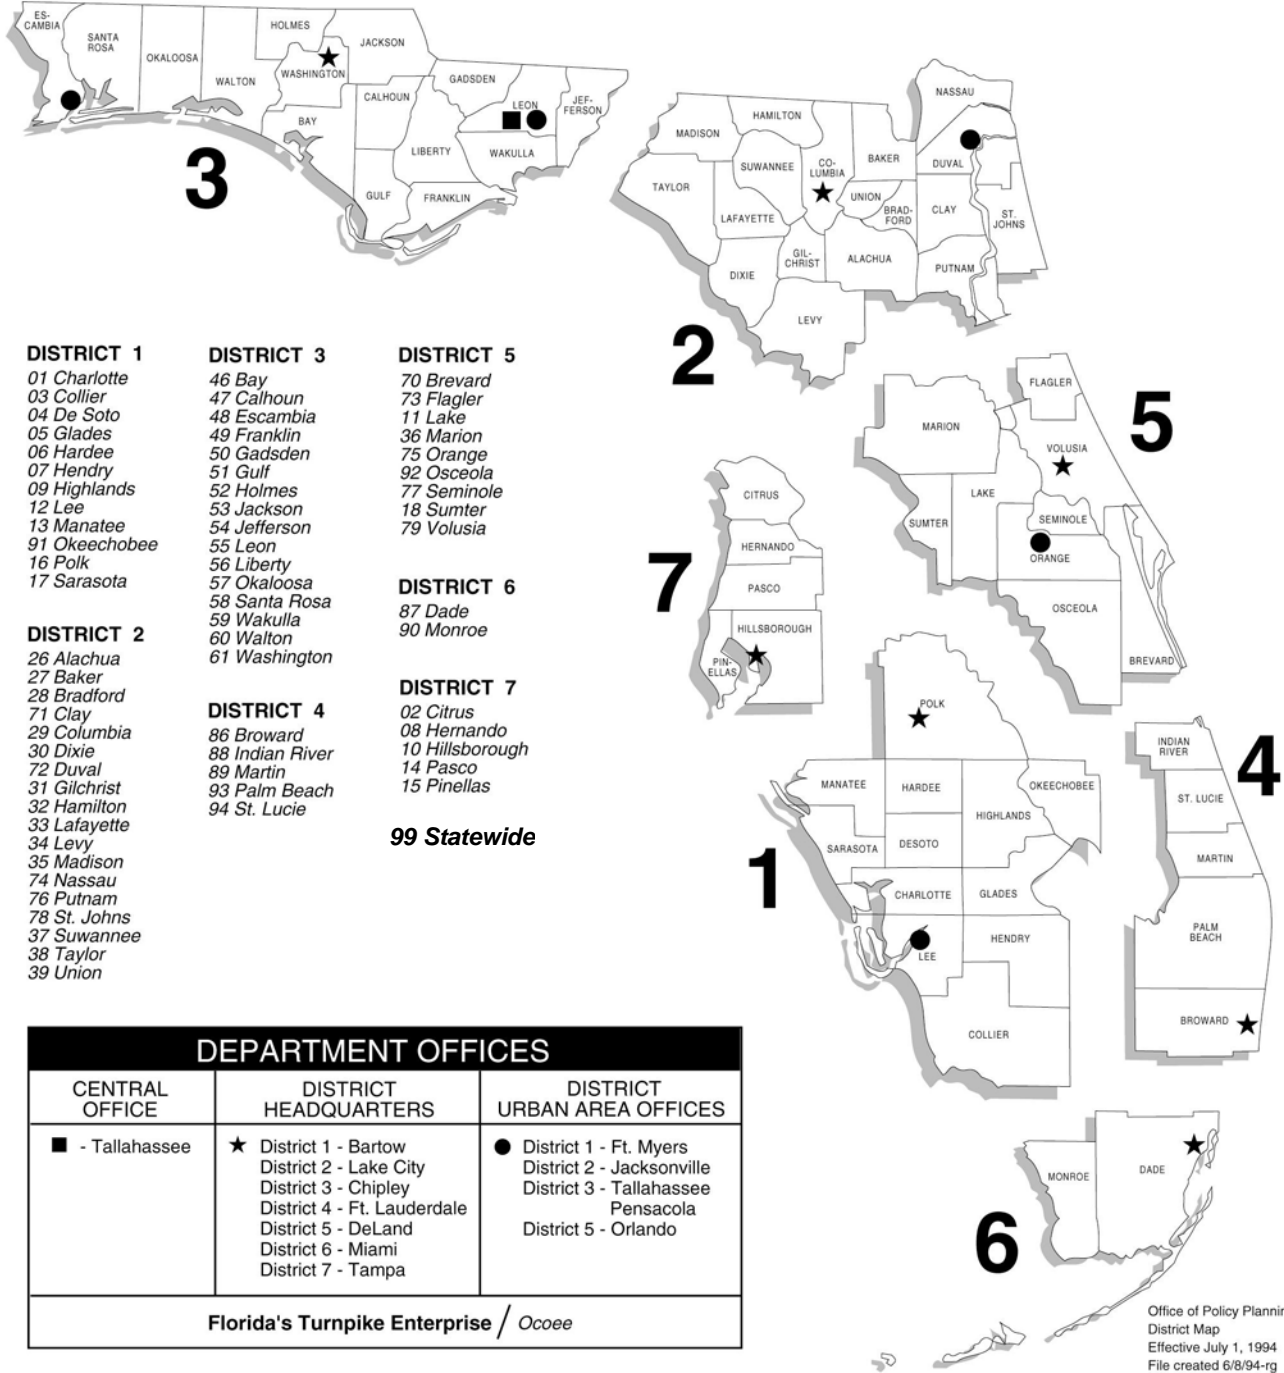 ES-
CAMBIA
SANTA
ROSA
OKALOOSA
WALTON
HOLMES
WASHINGTON
JACKSON
BAY
CALHOUN
GULF
LIBERTY
GADSDEN
FRANKLIN
LEON
WAKULLA
JEF-
FERSON
3
MADISON
HAMILTON
TAYLOR
SUWANNEE
LAFAYETTE
CO-
LUMBIA
BAKER
UNION
BRAD-
FORD
NASSAU
DUVAL
CLAY
ST.
JOHNS
DIXIE
GIL-
CHRIST
ALACHUA
PUTNAM
LEVY
2
DISTRICT 1
01 Charlotte
03 Collier
04 De Soto
05 Glades
06 Hardee
07 Hendry
09 Highlands
12 Lee
13 Manatee
91 Okeechobee
16 Polk
17 Sarasota
DISTRICT 2
26 Alachua
27 Baker
28 Bradford
71 Clay
29 Columbia
30 Dixie
72 Duval
31 Gilchrist
32 Hamilton
33 Lafayette
34 Levy
35 Madison
74 Nassau
76 Putnam
78 St. Johns
37 Suwannee
38 Taylor
39 Union
DISTRICT 3
46 Bay
47 Calhoun
48 Escambia
49 Franklin
50 Gadsden
51 Gulf
52 Holmes
53 Jackson
54 Jefferson
55 Leon
56 Liberty
57 Okaloosa
58 Santa Rosa
59 Wakulla
60 Walton
61 Washington
DISTRICT 4
86 Broward
88 Indian River
89 Martin
93 Palm Beach
94 St. Lucie
DISTRICT 5
70 Brevard
73 Flagler
11 Lake
36 Marion
75 Orange
92 Osceola
77 Seminole
18 Sumter
79 Volusia
DISTRICT 6
87 Dade
90 Monroe
DISTRICT 7
02 Citrus
08 Hernando
10 Hillsborough
14 Pasco
15 Pinellas
99 Statewide
FLAGLER
MARION
VOLUSIA
LAKE
SUMTER
SEMINOLE
ORANGE
OSCEOLA
BREVARD
5
CITRUS
HERNANDO
PASCO
HILLSBOROUGH
PIN-
ELLAS
7
POLK
MANATEE
HARDEE
OKEECHOBEE
HIGHLANDS
SARASOTA
DESOTO
CHARLOTTE
GLADES
LEE
HENDRY
COLLIER
1
INDIAN
RIVER
ST. LUCIE
MARTIN
PALM
BEACH
BROWARD
4
MONROE
DADE
6
DEPARTMENT OFFICES
CENTRAL
OFFICE
- Tallahassee
DISTRICT
HEADQUARTERS
District 1 - Bartow
District 2 - Lake City
District 3 - Chipley
District 4 - Ft. Lauderdale
District 5 - DeLand
District 6 - Miami
District 7 - Tampa
DISTRICT
URBAN AREA OFFICES
District 1 - Ft. Myers
District 2 - Jacksonville
District 3 - Tallahassee
Pensacola
District 5 - Orlando
Florida's Turnpike Enterprise / Ocoee
Office of Policy Plannin
District Map
Effective July 1, 1994
File created 6/8/94-rg